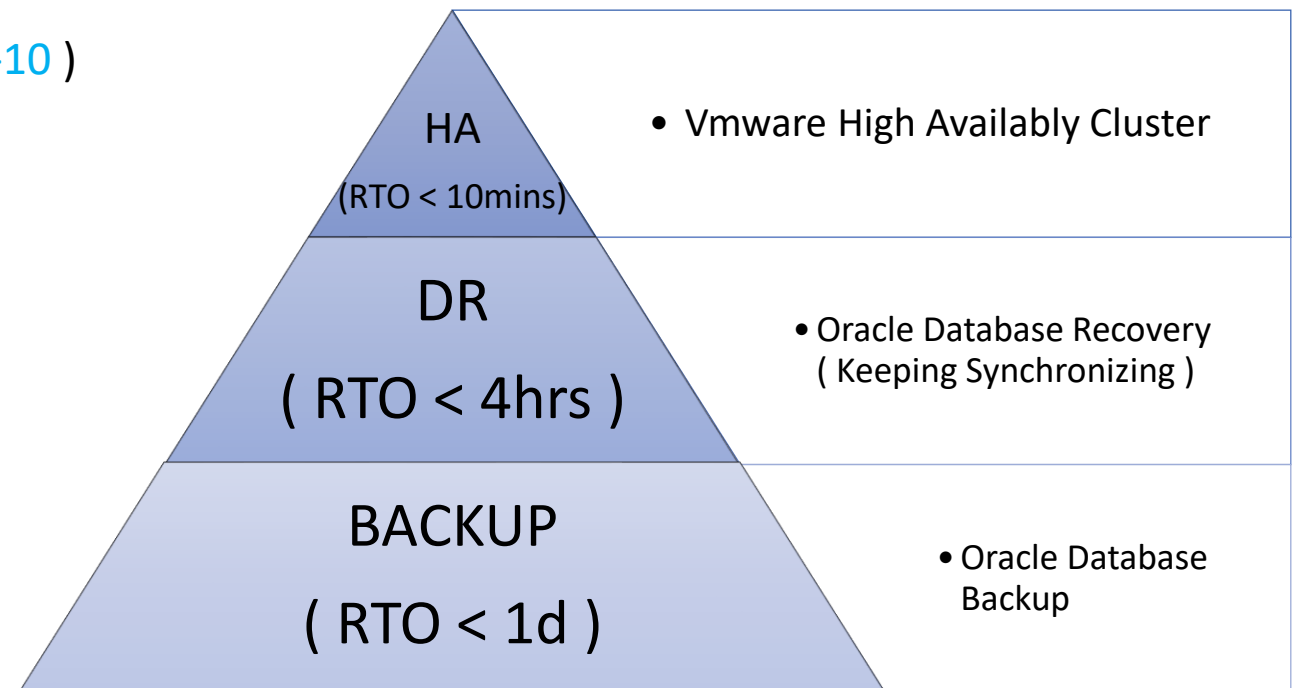 -10 )
HA
(RTO < 10mins)
• Vmware High Availably Cluster
DR
( RTO < 4hrs )
• Oracle Database Recovery
( Keeping Synchronizing )
BACKUP
( RTO < 1d )
• Oracle Database
Backup